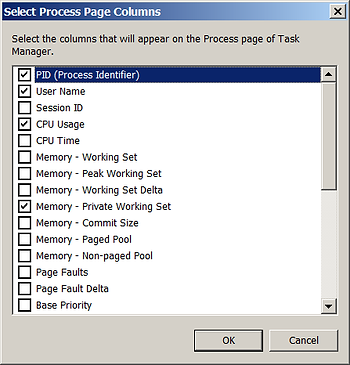 Select Process Page Columns
Select the columns that will appear on the Process page of Task
Manager.
PID (Process Identifier)
User Name
Session ID
CPU Usage
CPU Time
Memory - Working Set
Memory - Peak Working Set
Memory - Working Set Delta
Memory - Private Working Set
Memory - Commit Size
Memory - Paged Pool
Memory - Non-paged Pool
Page Faults
Page Fault Delta
Base Priority
OK
Cancel